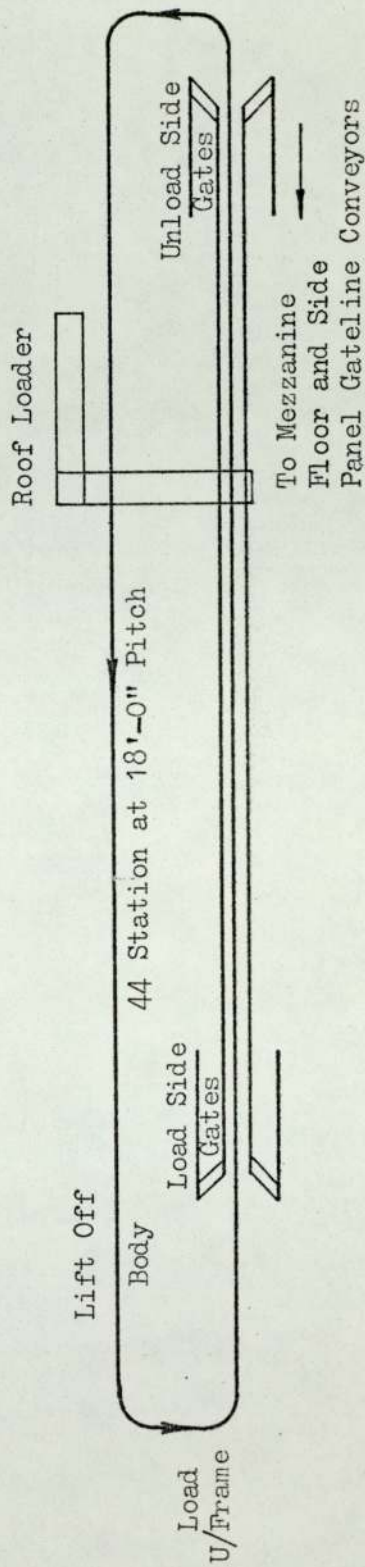 Roof Loader
Lift Off
44 Station at 18'-0" Pitch
Body
Load Side
Gates
Unload Side
Gates
Load
U/Frame
To Mezzanine
Floor and Side
Panel Gateline Conveyors